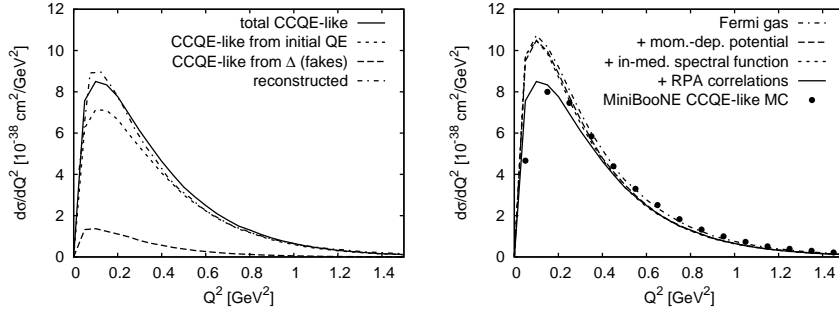 total CCQE-like
CCQE-like from initial QE
CCQE-like from Δ (fakes)
reconstructed
dσ/dQ² [10⁻³⁸ cm²/GeV²]
12
10
8
6
4
2
0
0 0.2 0.4 0.6 0.8 1 1.2 1.4
Q² [GeV²]
Fermi gas
+ mom.-dep. potential
+ in-med. spectral function
+ RPA correlations
MiniBooNE CCQE-like MC
dσ/dQ² [10⁻³⁸ cm²/GeV²]
12
10
8
6
4
2
0
0 0.2 0.4 0.6 0.8 1 1.2 1.4
Q² [GeV²]